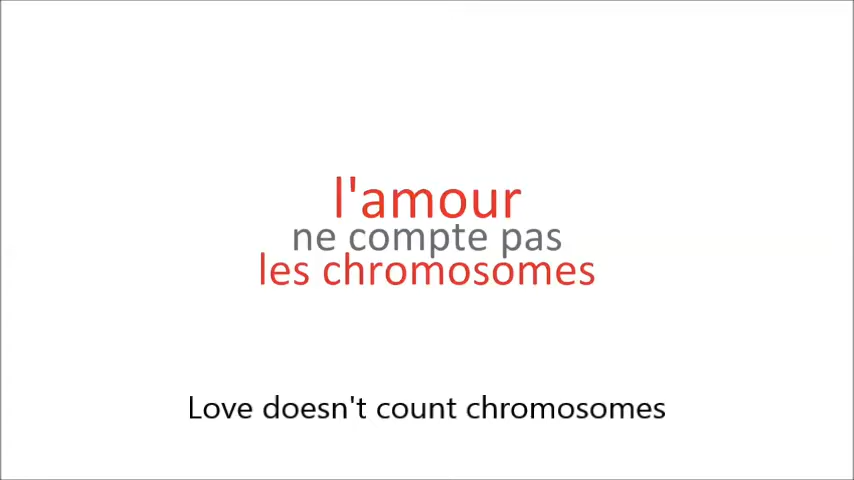 l'amour
ne compte pas
les chromosomes
Love doesn't count chromosomes